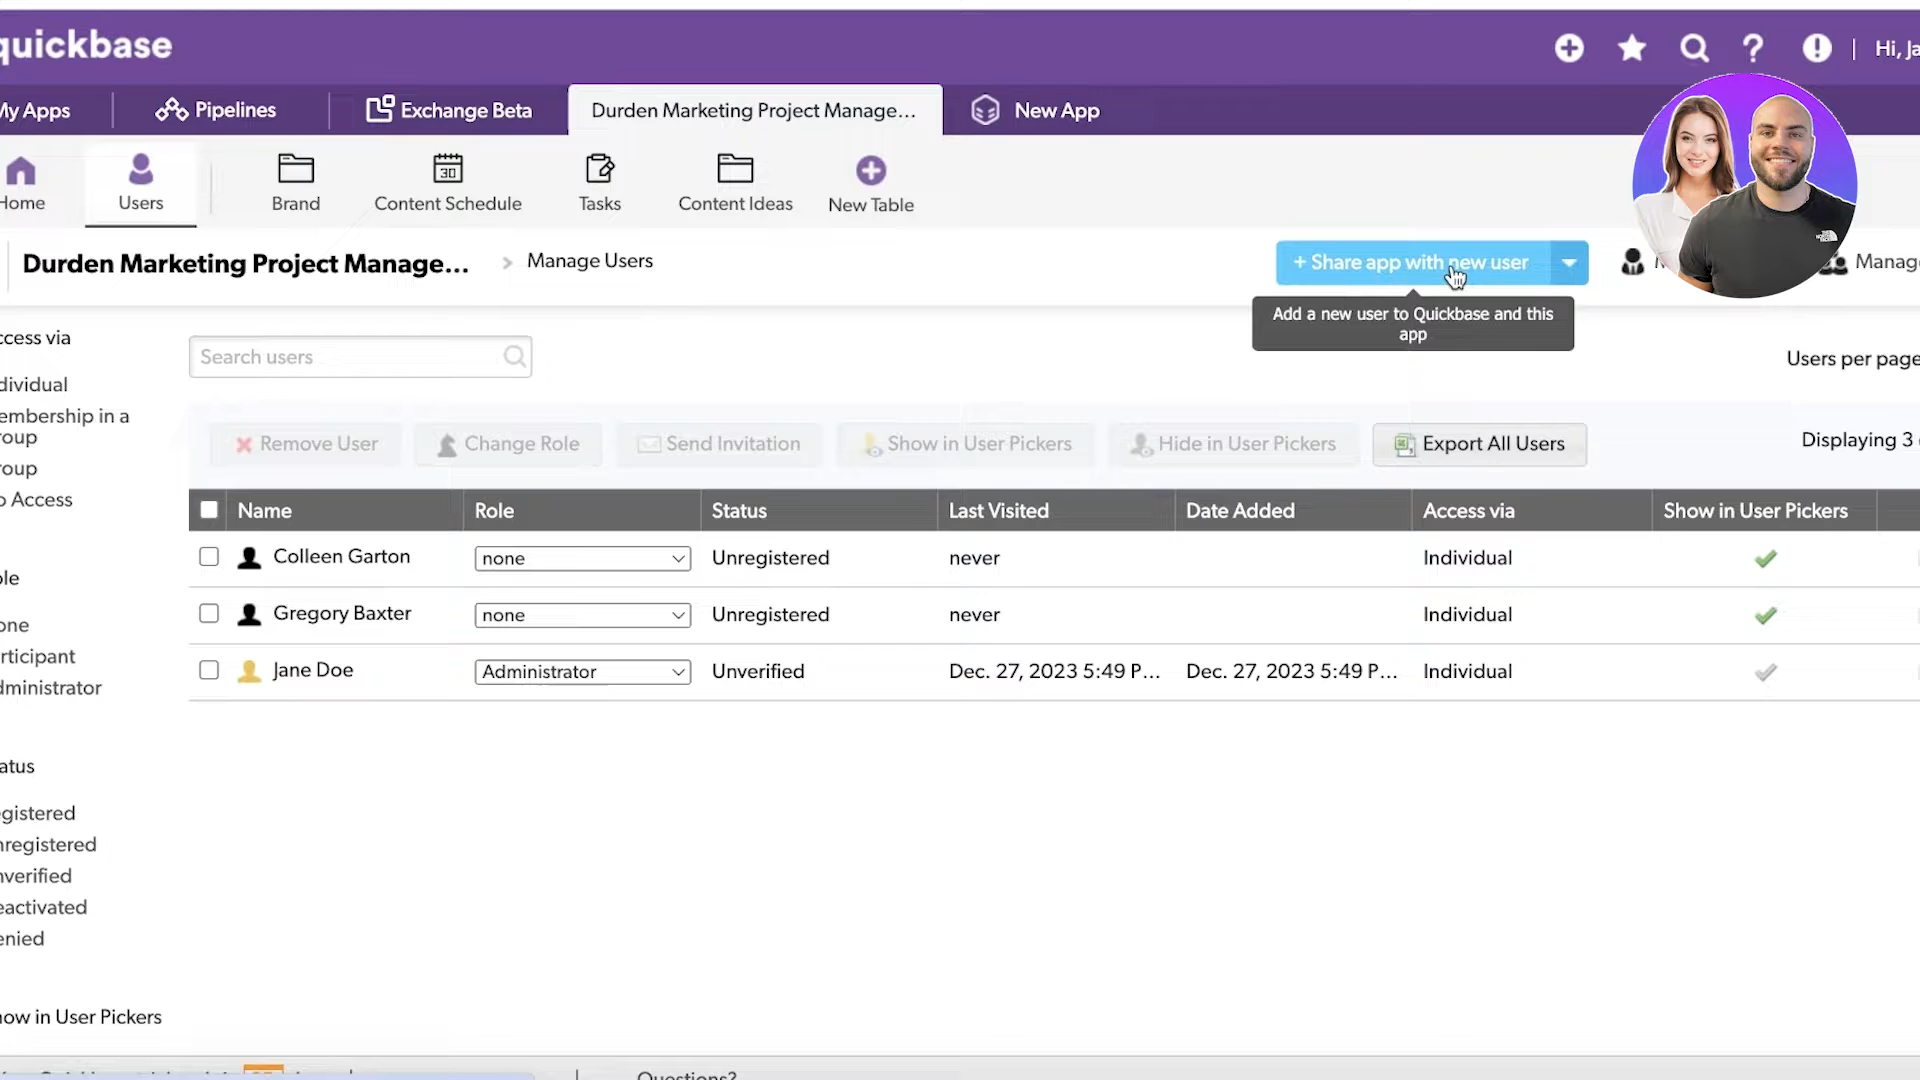 quickbase
Hi, Ja
My Apps
Pipelines
Exchange Beta
Durden Marketing Project Manage...
New App
Home
Users
Brand
30
Content Schedule
Tasks
Content Ideas
New Table
Durden Marketing Project Manage...
> Manage Users
+ Share app with new user
Manag
Add a new user to Quickbase and this
app
ccess via
Search users
Users per page
dividual
embership in a
roup
roup
o Access
Remove User
Change Role
Send Invitation
Show in User Pickers
Hide in User Pickers
Export All Users
Displaying 3
Name
Role
Status
Last Visited
Date Added
Access via
Show in User Pickers
Colleen Garton
none
Unregistered
never
Individual
Gregory Baxter
none
Unregistered
never
Individual
Jane Doe
Administrator
Unverified
Dec. 27, 2023 5:49 P...
Dec. 27, 2023 5:49 P...
Individual
ole
one
rticipant
dministrator
atus
gistered
nregistered
nverified
eactivated
enied
how in User Pickers
Questions?